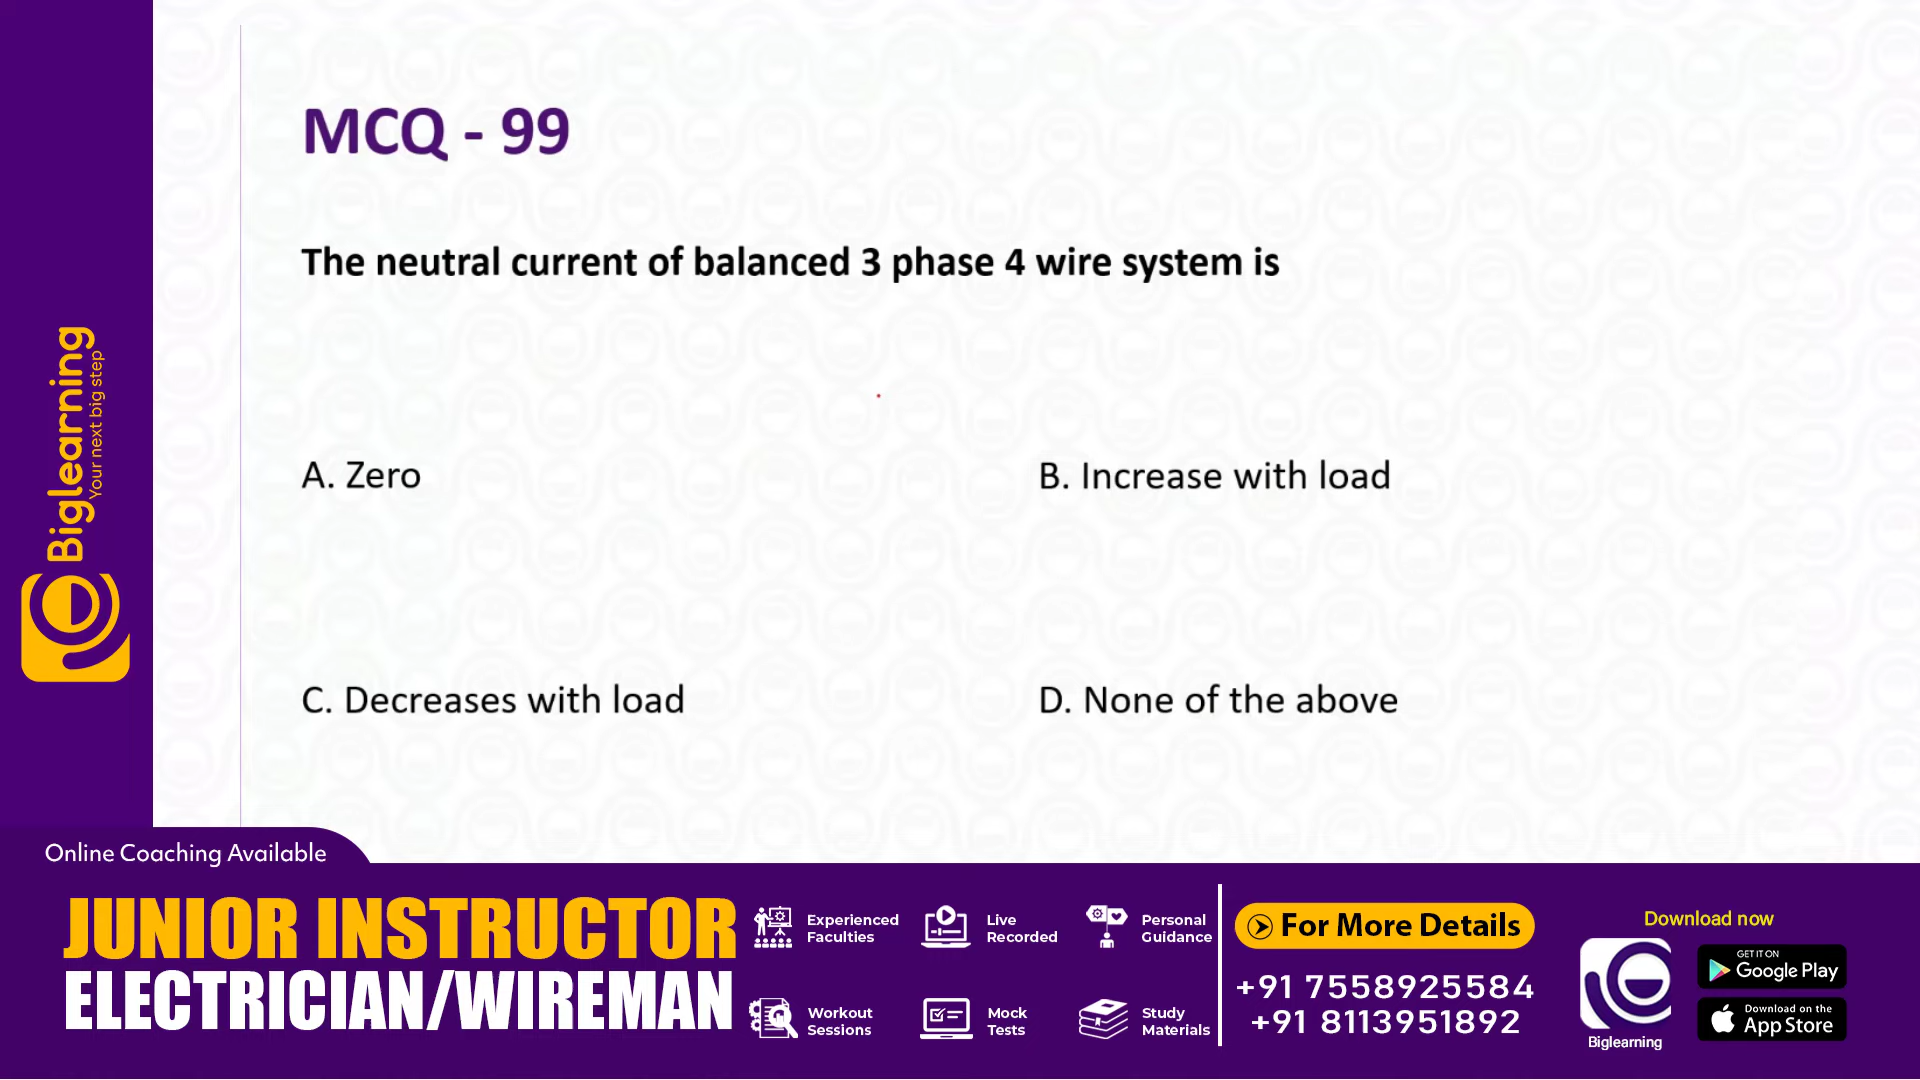 MCQ - 99
The neutral current of balanced 3 phase 4 wire system is
A. Zero
B. Increase with load
C. Decreases with load
D. None of the above
Biglearning
Your next big step
Online Coaching Available
JUNIOR INSTRUCTOR
ELECTRICIAN/WIREMAN
Experienced
Faculties
Live
Recorded
Personal
Guidance
Workout
Sessions
Mock
Tests
Study
Materials
For More Details
+91 7558925584
+91 8113951892
Download now
Biglearning
GET IT ON
Google Play
Download on the
App Store